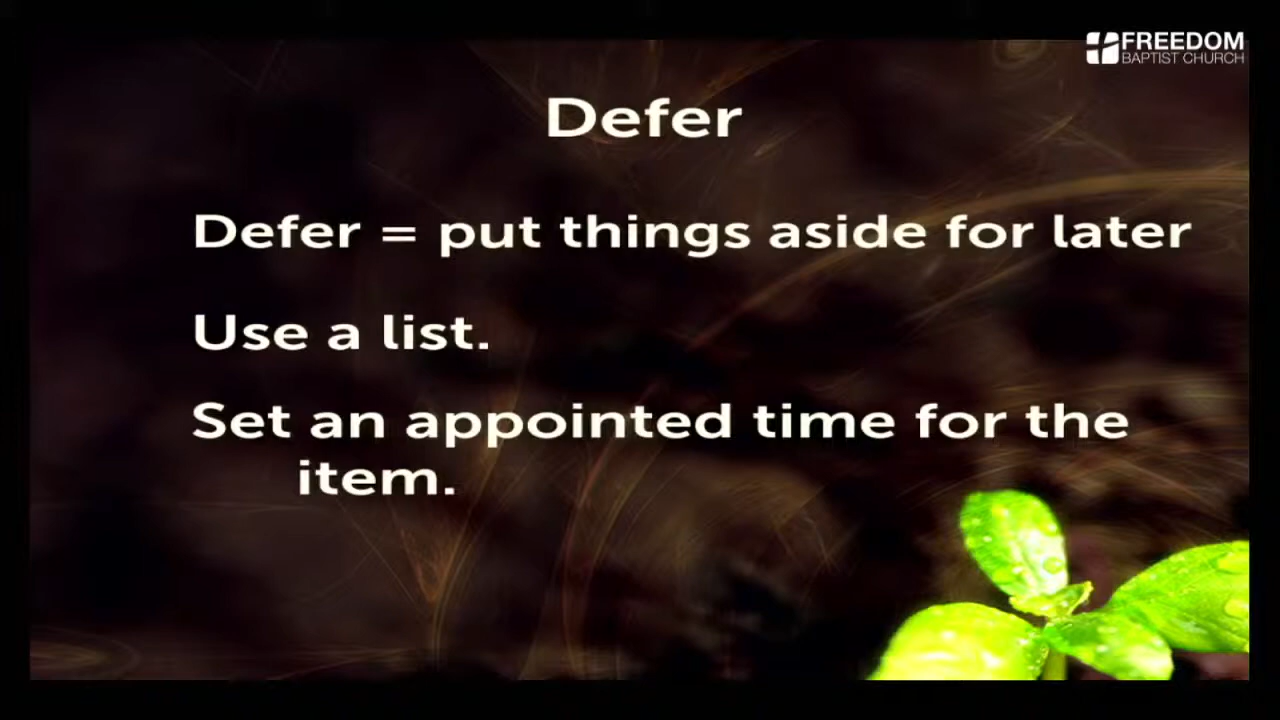 FREEDOM
BAPTIST CHURCH
Defer
Defer = put things aside for later
Use a list.
Set an appointed time for the
item.